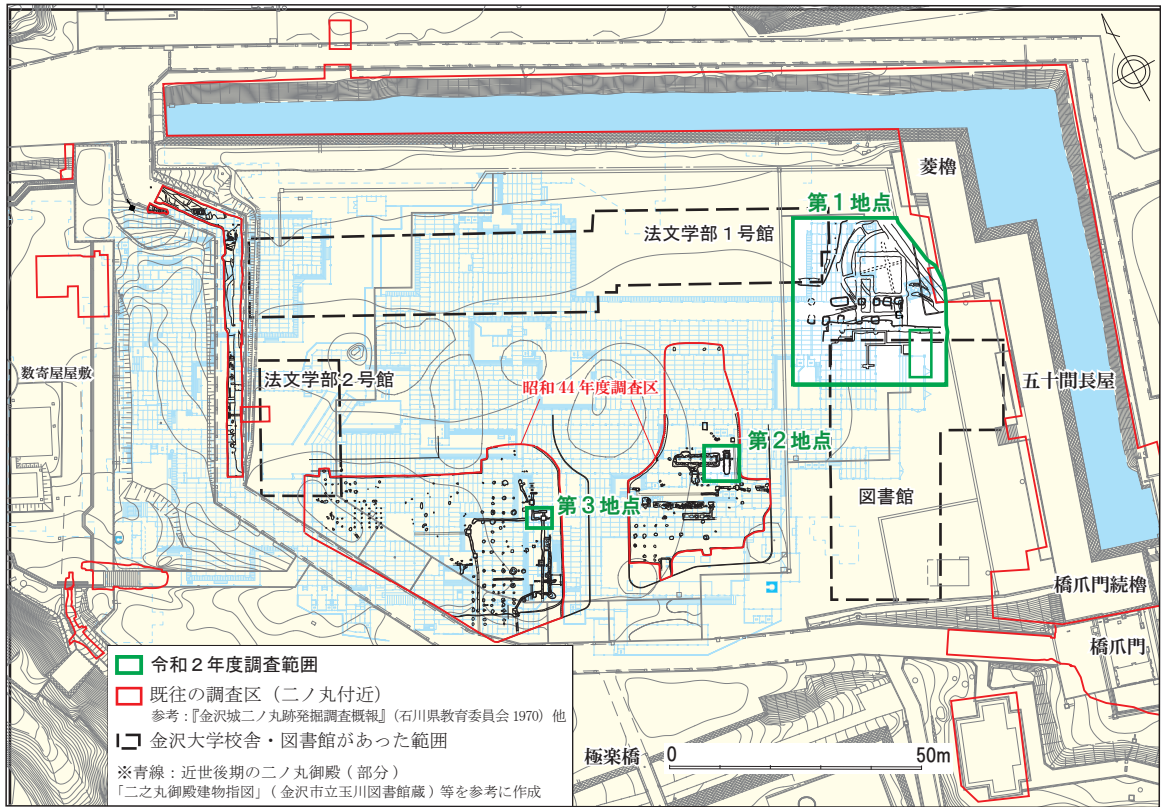 菱櫓
第1地点
法文学部1号館
数寄屋屋敷
法文学部2号館
昭和44年度調査区
五十間長屋
第2地点
図書館
第3地点
橋爪門続櫓
橋爪門
令和2年度調査範囲
既往の調査区（二ノ丸付近）
参考：『金沢城二ノ丸跡発掘調査概報』（石川県教育委員会 1970）他
金沢大学校舎・図書館があった範囲
※青線：近世後期の二ノ丸御殿（部分）
「二之丸御殿建物指図」（金沢市立玉川図書館蔵）等を参考に作成
極楽橋
0 50m